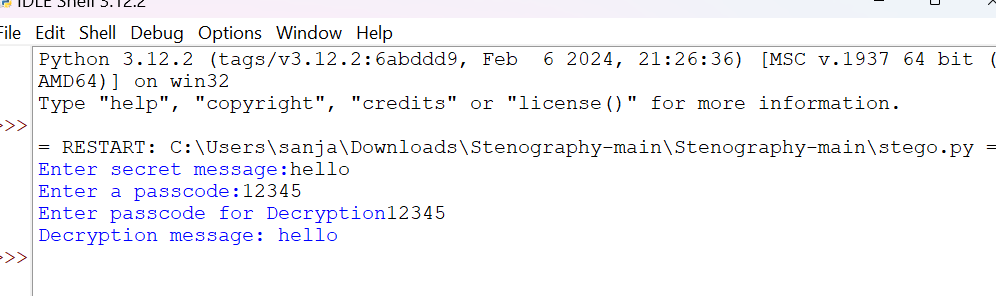 IDLE Shell 3.12.2
File Edit Shell Debug Options Window Help
Python 3.12.2 (tags/v3.12.2:6abddd9, Feb  6 2024, 21:26:36) [MSC v.1937 64 bit (
AMD64)] on win32
Type "help", "copyright", "credits" or "license()" for more information.
>>>
= RESTART: C:\Users\sanja\Downloads\Stenography-main\Stenography-main\stego.py =
Enter secret message:hello
Enter a passcode:12345
Enter passcode for Decryption12345
Decryption message: hello
>>>